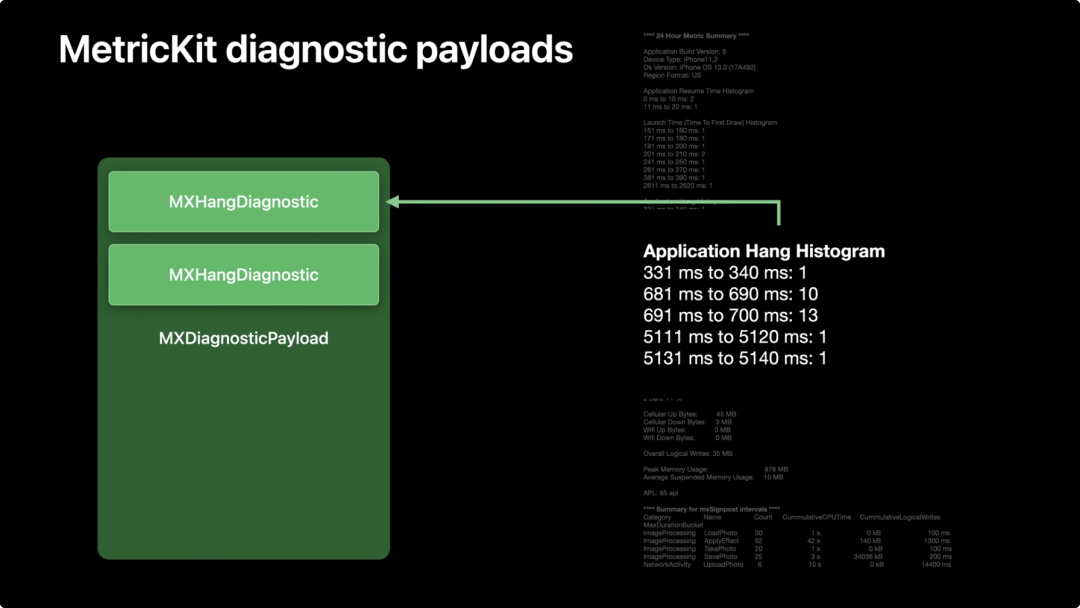 MetricKit diagnostic payloads
MXHangDiagnostic
MXHangDiagnostic
MXDiagnosticPayload
**** 24 Hour Metric Summary ****
Application Build Version: 8
Device Type: iPhone11,2
Os Version: iPhone OS 13.0 (17A492)
Region Format: US
Application Resume Time Histogram
0 ms to 10 ms: 2
11 ms to 20 ms: 1
Launch Time (Time To First Draw) Histogram
151 ms to 160 ms: 1
171 ms to 180 ms: 1
191 ms to 200 ms: 1
201 ms to 210 ms: 2
241 ms to 250 ms: 1
261 ms to 270 ms: 1
381 ms to 390 ms: 1
2611 ms to 2620 ms: 1
Application Hang Histogram
331 ms to 340 ms: 1
681 ms to 690 ms: 10
691 ms to 700 ms: 13
5111 ms to 5120 ms: 1
5131 ms to 5140 ms: 1
Cellular Up Bytes: 45 MB
Cellular Down Bytes: 3 MB
Wifi Up Bytes: 0 MB
Wifi Down Bytes: 0 MB
Overall Logical Writes: 35 MB
Peak Memory Usage: 978 MB
Average Suspended Memory Usage: 10 MB
APL: 85 apl
**** Summary for mxSignpost intervals ****
Category Name Count CummulativeCPUTime CummulativeLogicalWrites
MaxDurationBucket
ImageProcessing LoadPhoto 30 1 s 0 kB 100 ms
ImageProcessing ApplyEffect 52 42 s 140 kB 1300 ms
ImageProcessing TakePhoto 20 1 s 0 kB 100 ms
ImageProcessing SavePhoto 25 3 s 34036 kB 200 ms
NetworkActivity UploadPhoto 6 10 s 0 kB 14400 ms